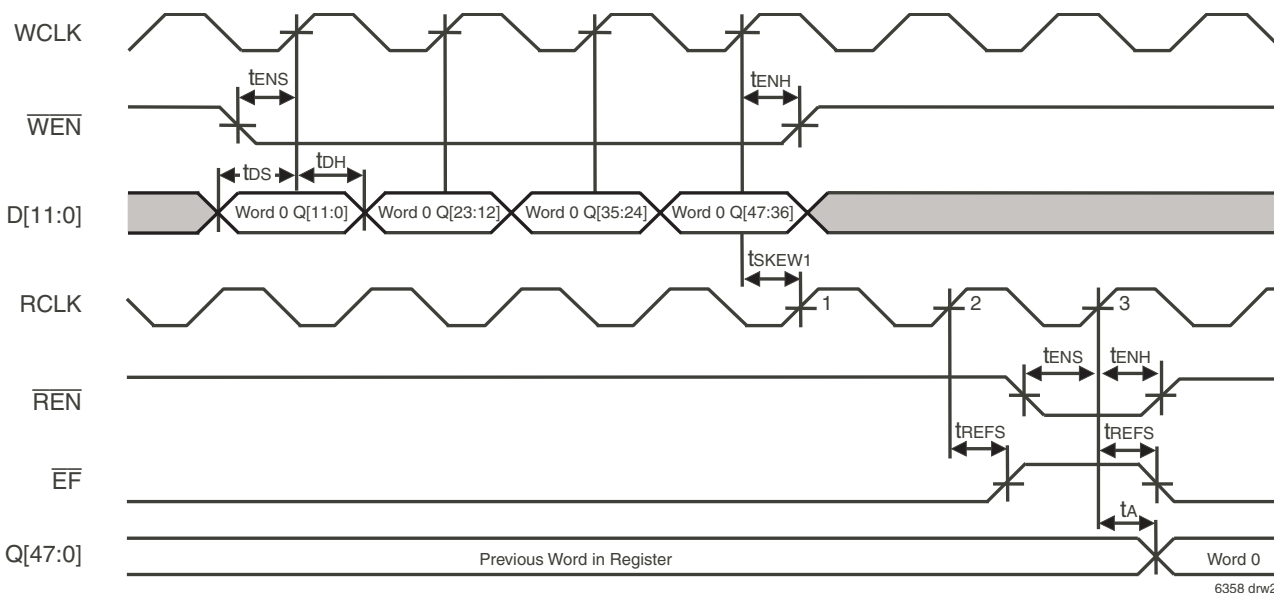 WCLK
tENS
tENH
WEN
tDS
tDH
D[11:0]
Word 0 Q[11:0]
Word 0 Q[23:12]
Word 0 Q[35:24]
Word 0 Q[47:36]
tSKEW1
RCLK
1
2
3
tENS
tENH
REN
tREFS
tREFS
EF
tA
Q[47:0]
Previous Word in Register
Word 0
6358 drw2